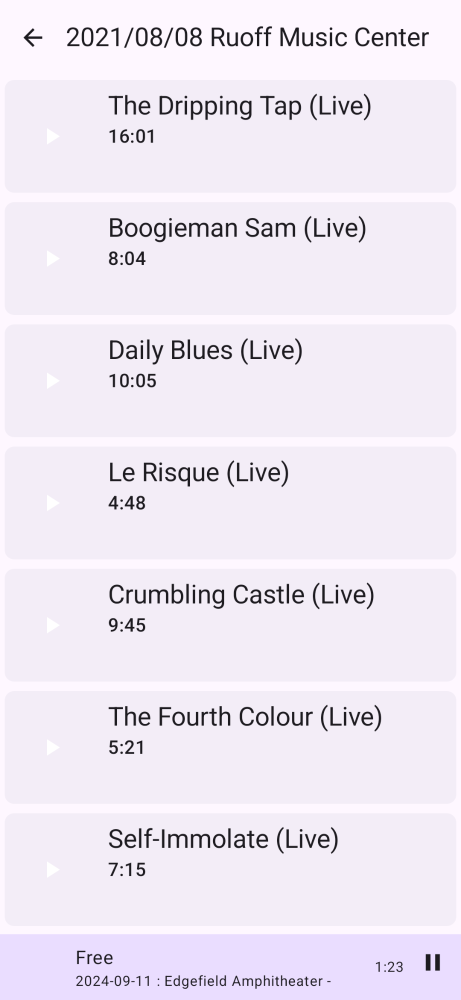 2021/08/08 Ruoff Music Center
The Dripping Tap (Live)
16:01
Boogieman Sam (Live)
8:04
Daily Blues (Live)
10:05
Le Risque (Live)
4:48
Crumbling Castle (Live)
9:45
The Fourth Colour (Live)
5:21
Self-Immolate (Live)
7:15
Free
1:23
2024-09-11 : Edgefield Amphitheater -